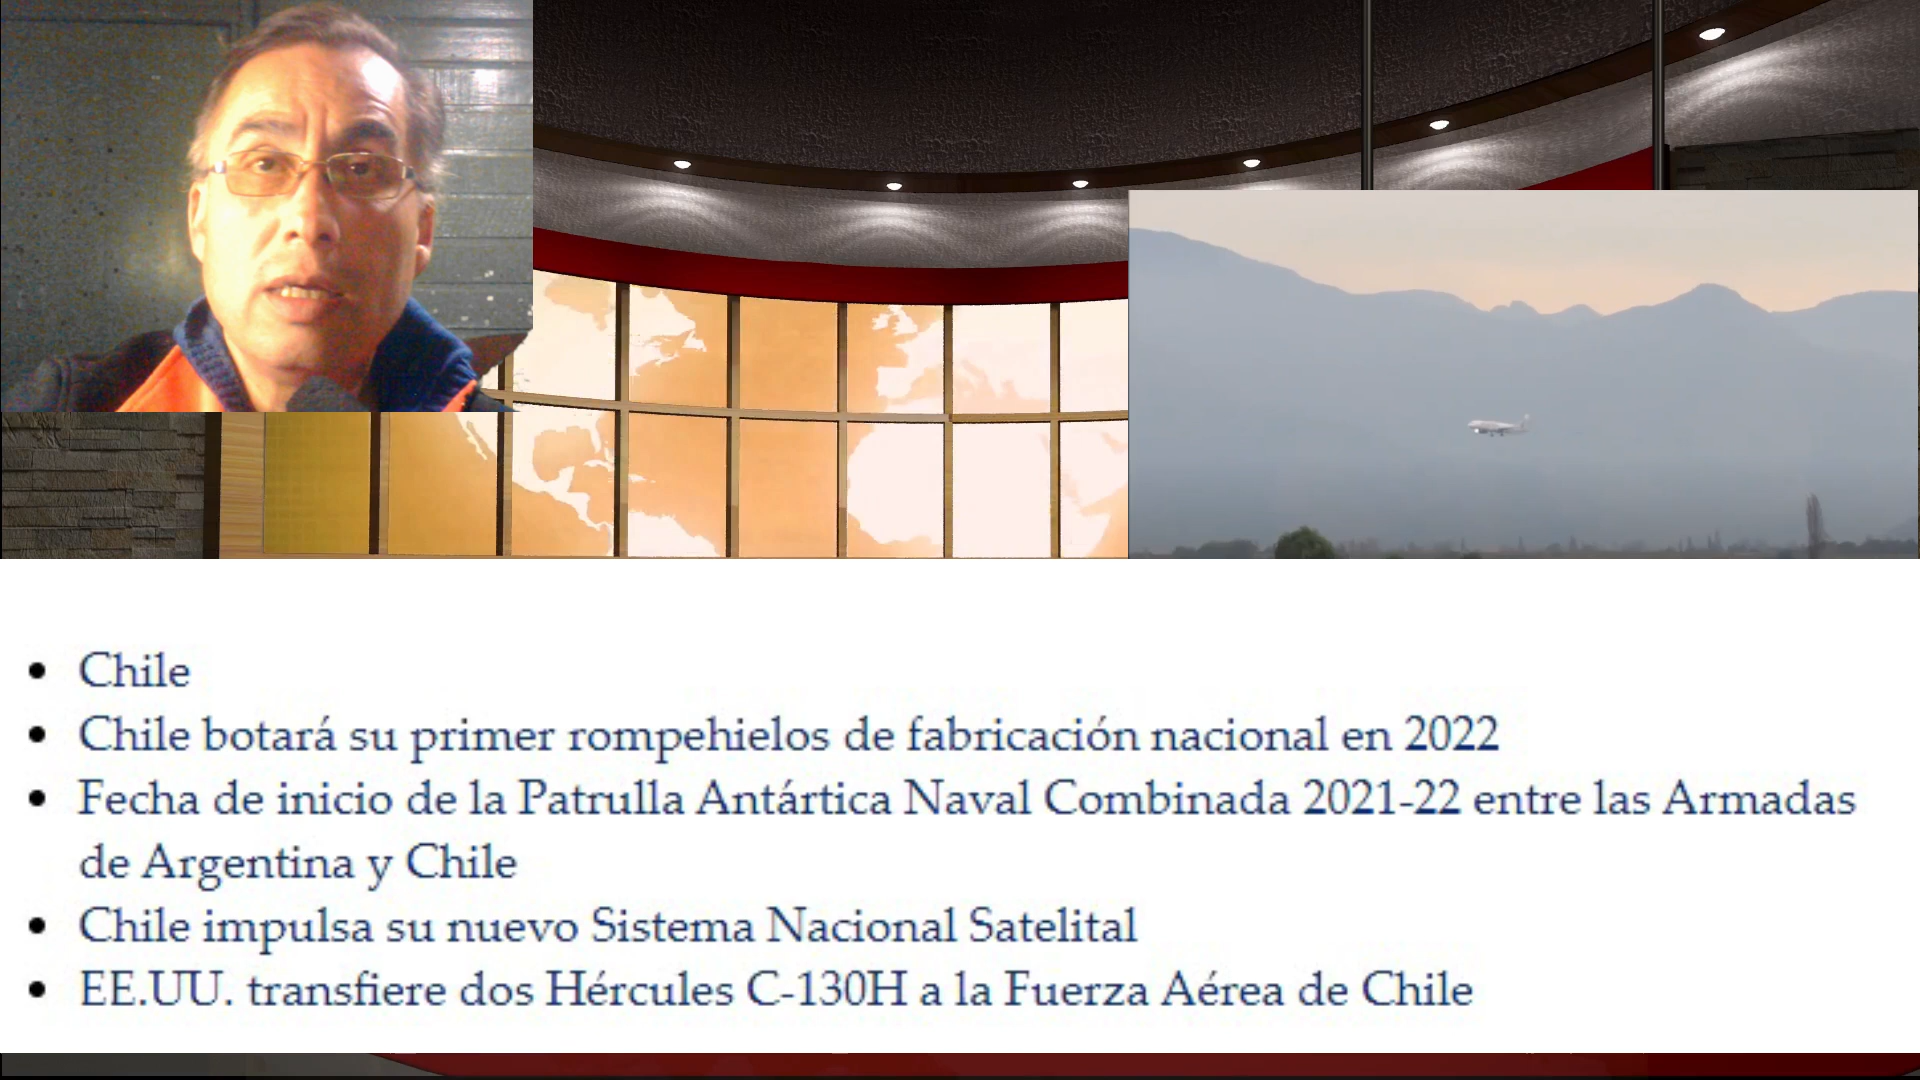 Chile
Chile botará su primer rompehielos de fabricación nacional en 2022
Fecha de inicio de la Patrulla Antártica Naval Combinada 2021-22 entre las Armadas
de Argentina y Chile
Chile impulsa su nuevo Sistema Nacional Satelital
EE.UU. transfiere dos Hércules C-130H a la Fuerza Aérea de Chile